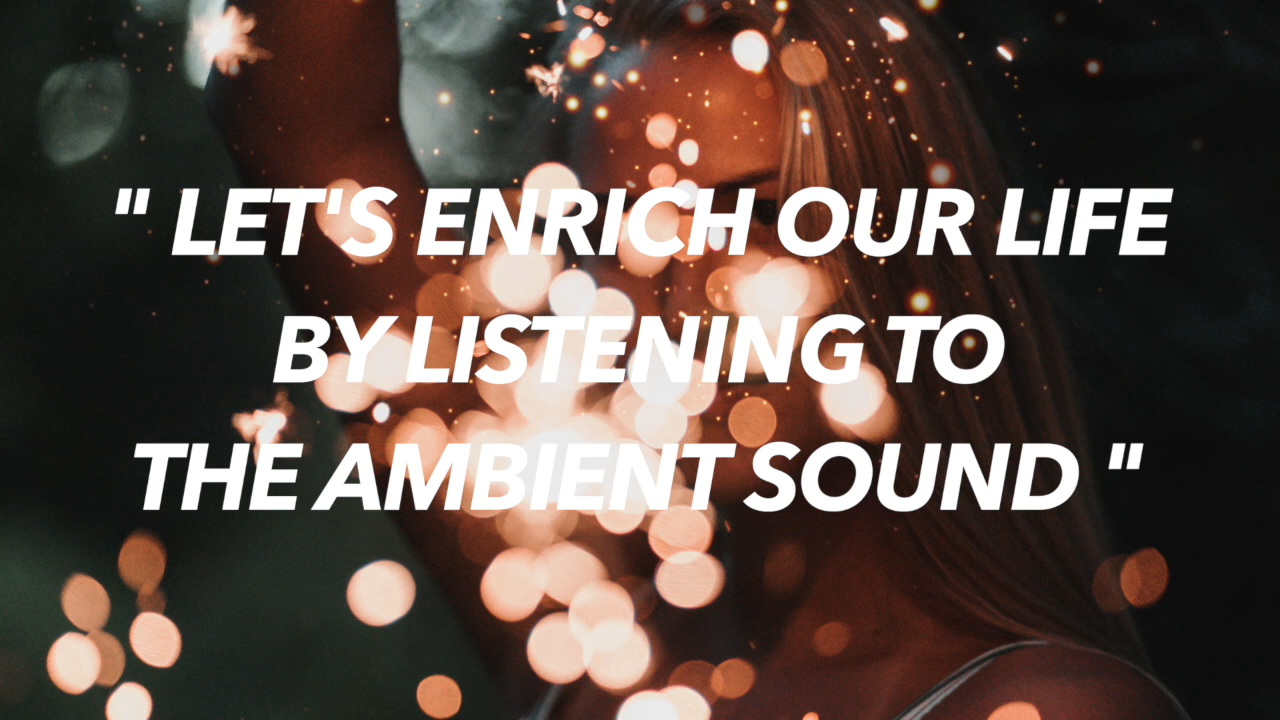 " LET'S ENRICH OUR LIFE
BY LISTENING TO
THE AMBIENT SOUND "